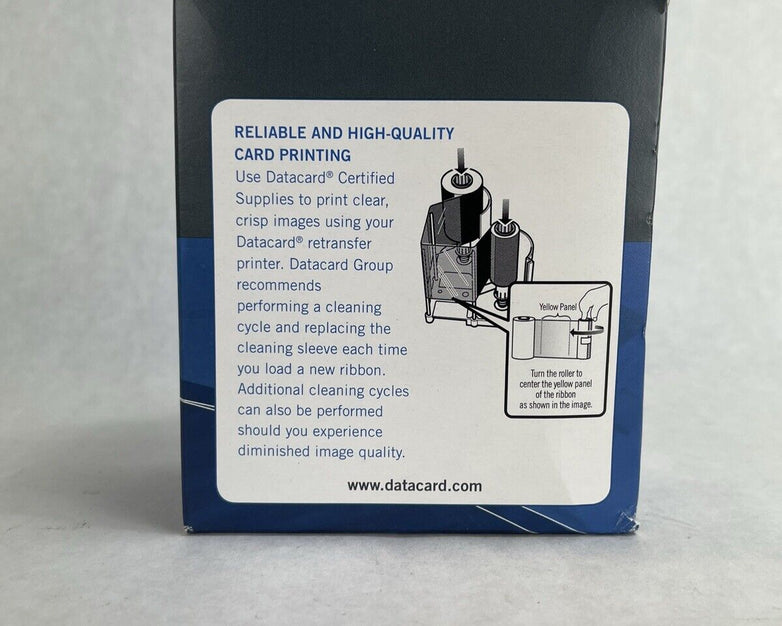 RELIABLE AND HIGH-QUALITY
CARD PRINTING
Use Datacard® Certified
Supplies to print clear,
crisp images using your
Datacard® retransfer
printer. Datacard Group
recommends
performing a cleaning
cycle and replacing the
cleaning sleeve each time
you load a new ribbon.
Additional cleaning cycles
can also be performed
should you experience
diminished image quality.
Yellow Panel
Turn the roller to
center the yellow panel
of the ribbon
as shown in the image.
www.datacard.com